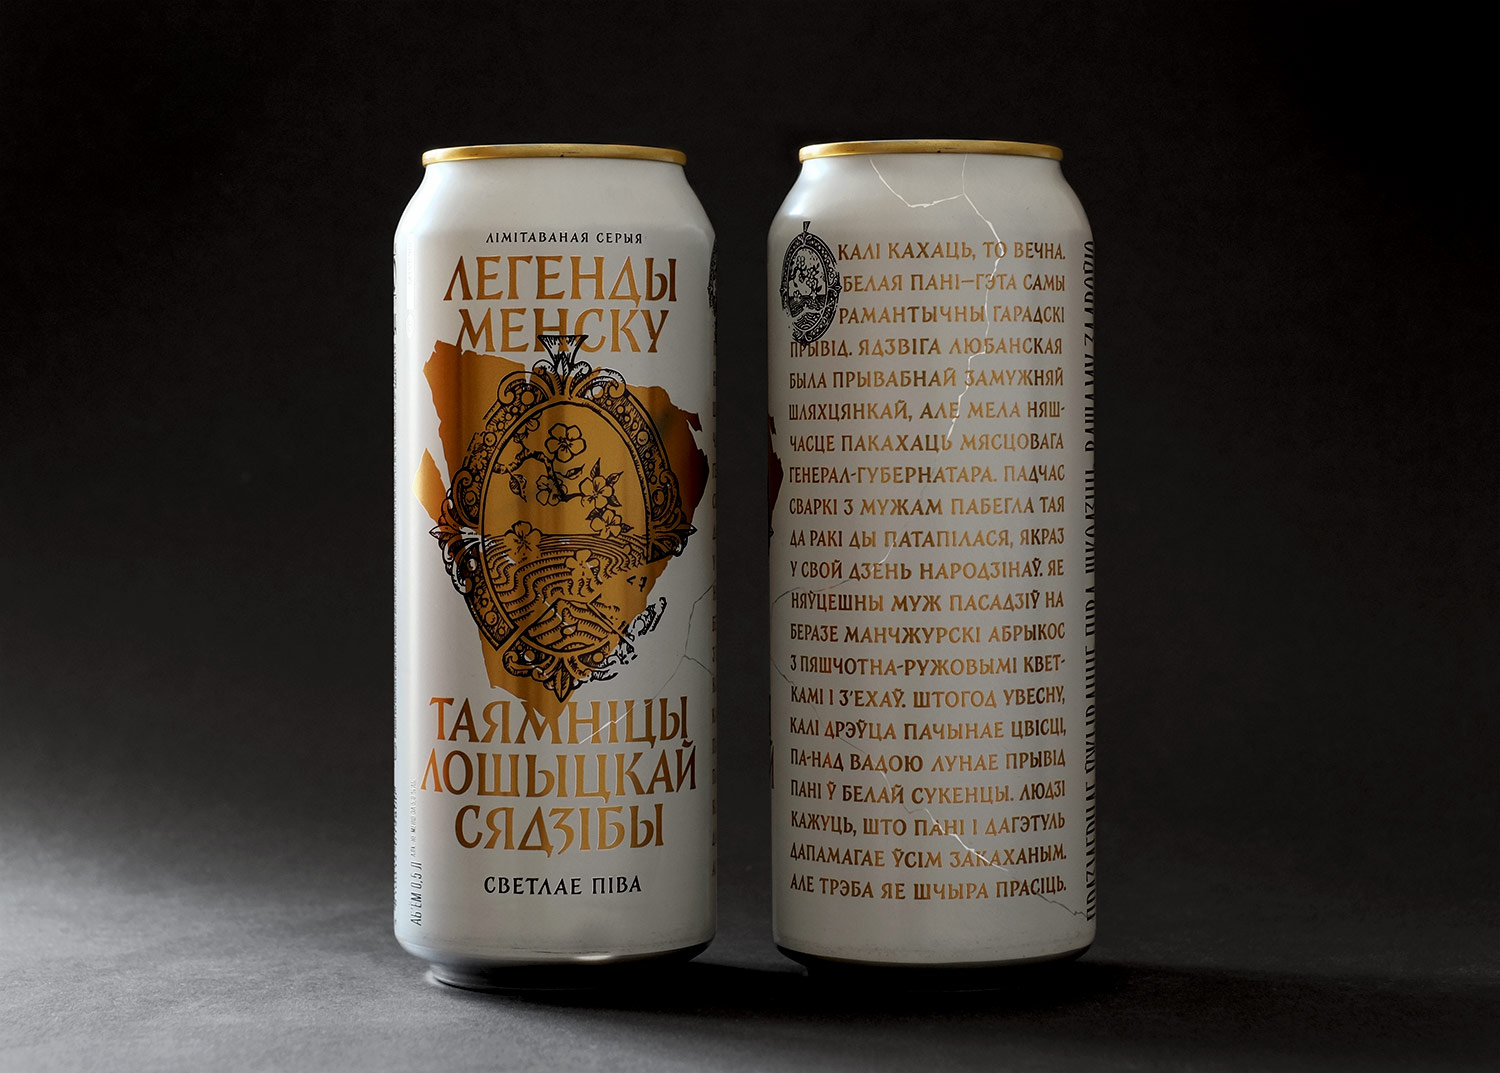 ЛІМІТАВАНАЯ СЕРЫЯ
ЛЕГЕНДЫ
МЕНСКУ
ТАЯМНІЦЫ
ЛОШЫЦКАЙ
СЯДЗІБЫ
СВЕТЛАЕ ПІВА
АБ'ЁМ 0,5 Л
КАЛІ КАХАЦЬ, ТО ВЕЧНА.
БЕЛАЯ ПАНІ—ГЭТА САМЫ
РАМАНТЫЧНЫ ГАРАДСКІ
ПРЫВІД. ЯДЗВІГА ЛЮБАНСКАЯ
БЫЛА ПРЫВАБНАЙ ЗАМУЖНЯЙ
ШЛЯХЦЯНКАЙ, АЛЕ МЕЛА НЯШ-
ЧАСЦЕ ПАКАХАЦЬ МЯСЦОВАГА
ГЕНЕРАЛ-ГУБЕРНАТАРА. ПАДЧАС
СВАРКІ З МУЖАМ ПАБЕГЛА ТАЯ
ДА РАКІ ДЫ ПАТАПІЛАСЯ, ЯКРАЗ
У СВОЙ ДЗЕНЬ НАРОДЗІНАЎ. ЯЕ
НЯЎЦЕШНЫ МУЖ ПАСАДЗІЎ НА
БЕРАЗЕ МАНЧЖУРСКІ АБРЫКОС
З ПЯШЧОТНА-РУЖОВЫМІ КВЕТ-
КАМІ І З'ЕХАЎ. ШТОГОД УВЕСНУ,
КАЛІ ДРЭЎЦА ПАЧЫНАЕ ЦВІСЦІ,
ПА-НАД ВАДОЮ ЛУНАЕ ПРЫВІД
ПАНІ Ў БЕЛАЙ СУКЕНЦЫ. ЛЮДЗІ
КАЖУЦЬ, ШТО ПАНІ І ДАГЭТУЛЬ
ДАПАМАГАЕ ЎСІМ ЗАКАХАНЫМ.
АЛЕ ТРЭБА ЯЕ ШЧЫРА ПРАСІЦЬ.